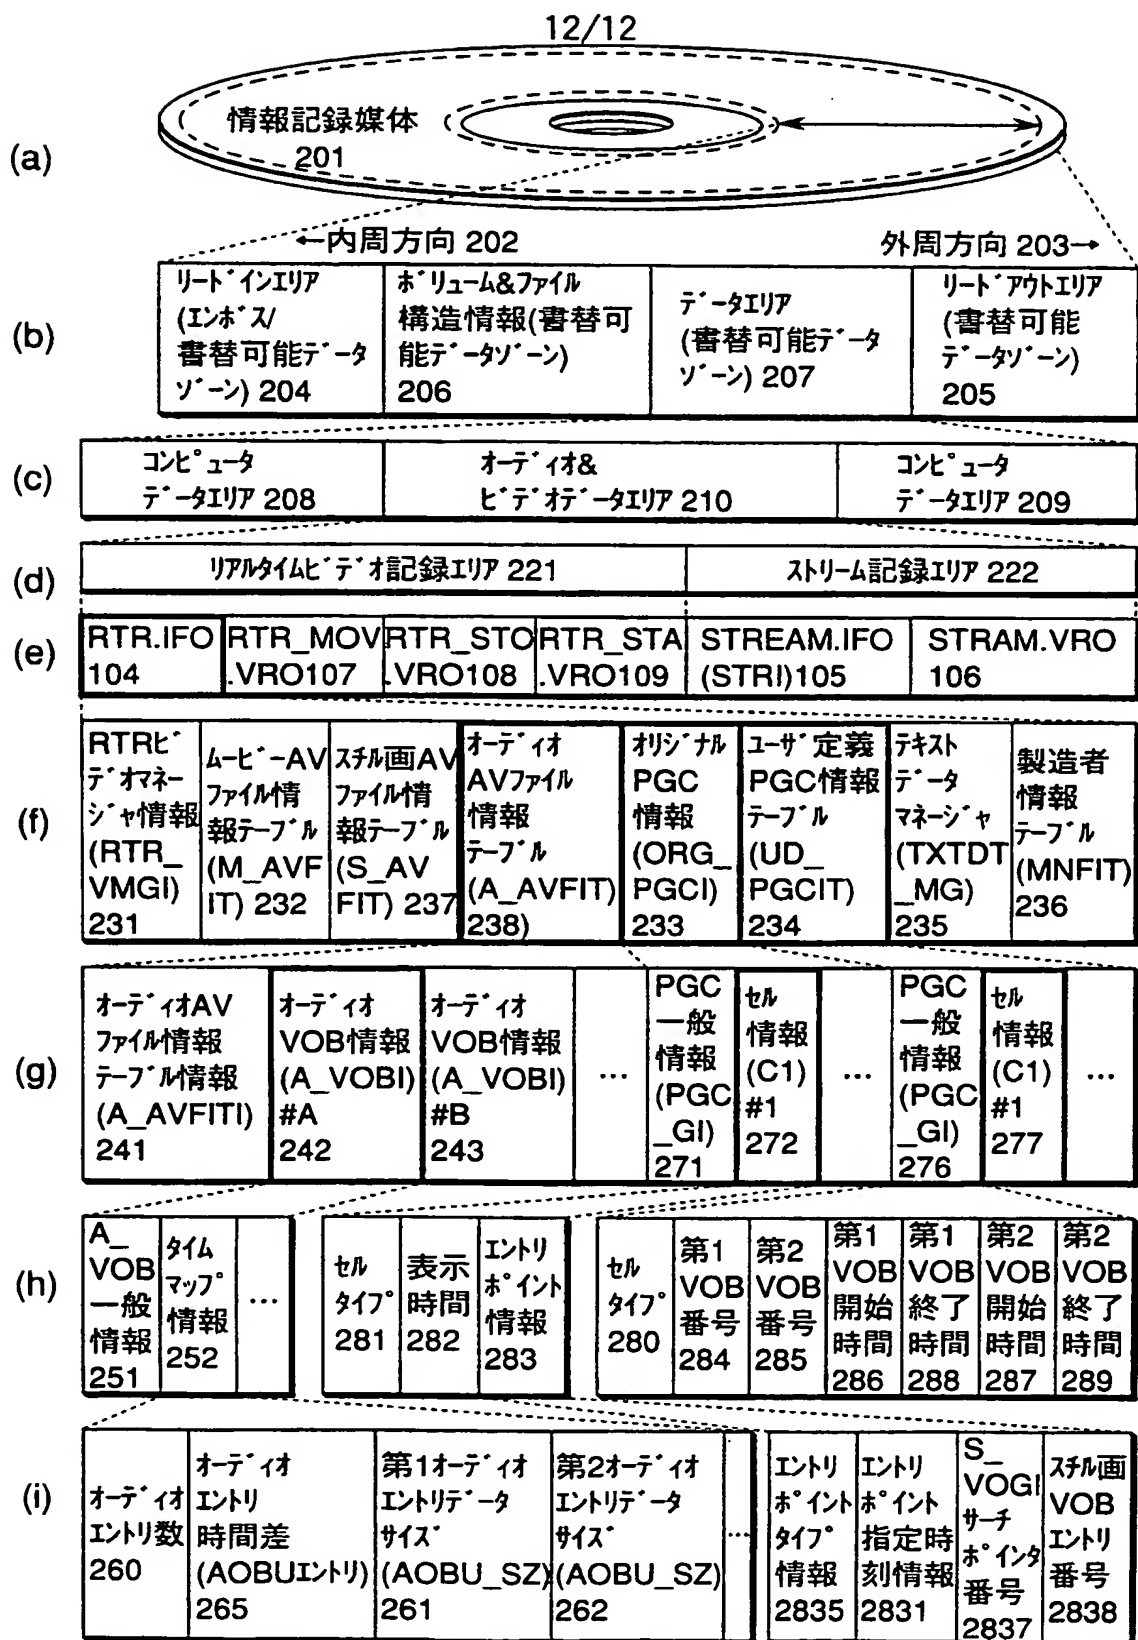 12/12
(a)
情報記録媒体
201
←内周方向 202
外周方向 203→
(b)
リードインエリア
(エンボス/
書替可能データ
ゾーン) 204
ボリューム&ファイル
構造情報(書替可
能データゾーン)
206
データエリア
(書替可能データ
ゾーン) 207
リードアウトエリア
(書替可能
データゾーン)
205
(c)
コンピュータ
データエリア 208
オーディオ&
ビデオデータエリア 210
コンピュータ
データエリア 209
(d)
リアルタイムビデオ記録エリア 221
ストリーム記録エリア 222
(e)
RTR.IFO
104
RTR_MOV
.VRO107
RTR_STO
.VRO108
RTR_STA
.VRO109
STREAM.IFO
(STRI)105
STRAM.VRO
106
(f)
RTRビ
デオマネー
ジャ情報
(RTR_
VMGI)
231
ムービーAV
ファイル情
報テーブル
(M_AVF
IT) 232
スチル画AV
ファイル情
報テーブル
(S_AV
FIT) 237
オーディオ
AVファイル
情報
テーブル
(A_AVFIT)
238)
オリジナル
PGC
情報
(ORG_
PGCI)
233
ユーザ定義
PGC情報
テーブル
(UD_
PGCIT)
234
テキスト
データ
マネージャ
(TXTDT
_MG)
235
製造者
情報
テーブル
(MNFIT)
236
(g)
オーディオAV
ファイル情報
テーブル情報
(A_AVFITI)
241
オーディオ
VOB情報
(A_VOBI)
#A
242
オーディオ
VOB情報
(A_VOBI)
#B
243
...
PGC
一般
情報
(PGC
_GI)
271
セル
情報
(C1)
#1
272
...
PGC
一般
情報
(PGC
_GI)
276
セル
情報
(C1)
#1
277
...
(h)
A_
VOB
一般
情報
251
タイム
マップ
情報
252
...
セル
タイプ
281
表示
時間
282
エントリ
ポイント
情報
283
セル
タイプ
280
第1
VOB
番号
284
第2
VOB
番号
285
第1
VOB
開始
時間
286
第1
VOB
終了
時間
288
第2
VOB
開始
時間
287
第2
VOB
終了
時間
289
(i)
オーディオ
エントリ数
260
オーディオ
エントリ
時間差
(AOBUエントリ)
265
第1オーディオ
エントリデータ
サイズ
(AOBU_SZ)
261
第2オーディオ
エントリデータ
サイズ
(AOBU_SZ)
262
...
エントリ
ポイント
タイプ
情報
2835
エントリ
ポイント
指定時
刻情報
2831
S_
VOGI
サーチ
ポインタ
番号
2837
スチル画
VOB
エントリ
番号
2838